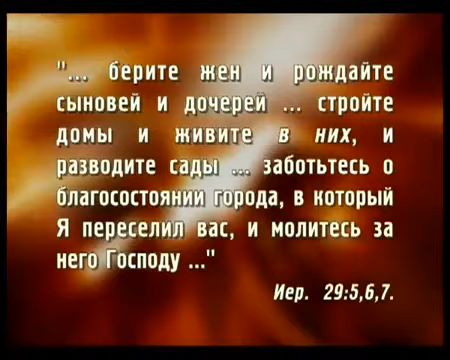 "... берите жен и рождайте
сыновей и дочерей ... стройте
домы и живите в них, и
разводите сады ... заботьтесь о
благосостоянии города, в который
Я переселил вас, и молитесь за
него Господу ..."
Иер. 29:5,6,7.